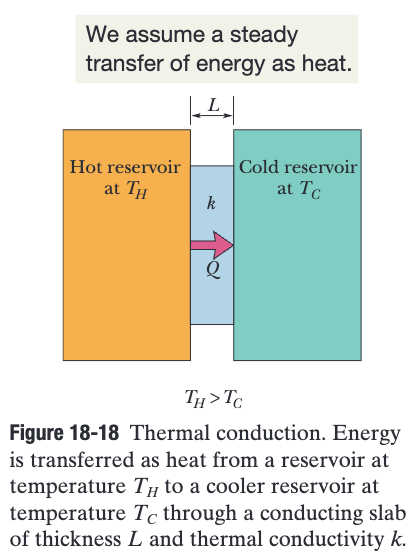 We assume a steady
transfer of energy as heat.
L
Hot reservoir
at T_H
Cold reservoir
at T_C
k
Q
T_H > T_C
Figure 18-18 Thermal conduction. Energy
is transferred as heat from a reservoir at
temperature T_H to a cooler reservoir at
temperature T_C through a conducting slab
of thickness L and thermal conductivity k.